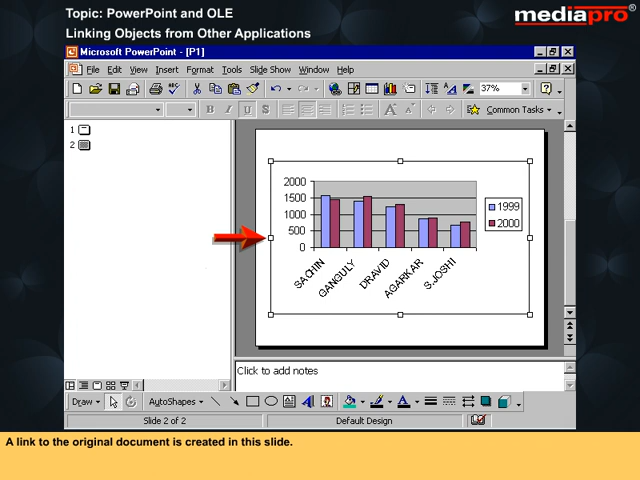 Topic: PowerPoint and OLE
Linking Objects from Other Applications
mediapro®
Microsoft PowerPoint - [P1]
File Edit View Insert Format Tools Slide Show Window Help
37%
B I U S A A Common Tasks
1
2
2000
1500
1000
500
0
1999
2000
SACHIN GANGULY DRAVID AGARKAR S.JOSHI
Click to add notes
Draw AutoShapes
Slide 2 of 2 Default Design
A link to the original document is created in this slide.